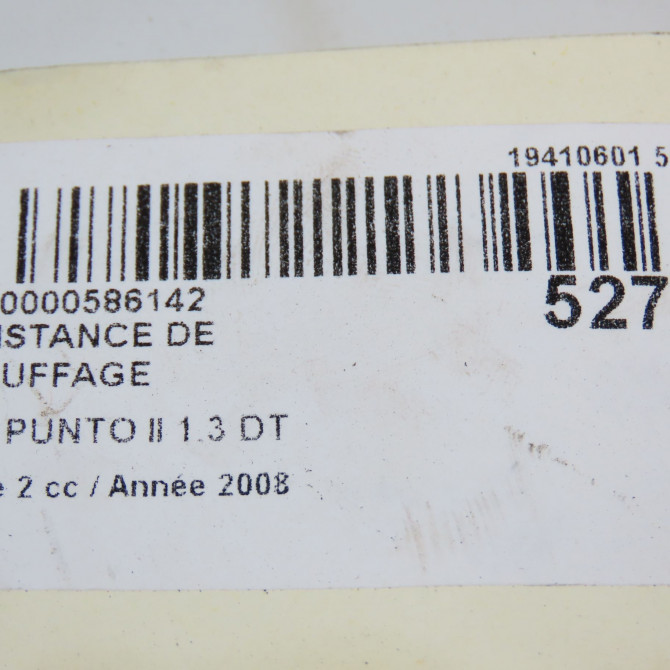 19410601 5
0000586142
527
ISTANCE DE
UFFAGE
PUNTO II 1.3 DT
e 2 cc / Année 2008